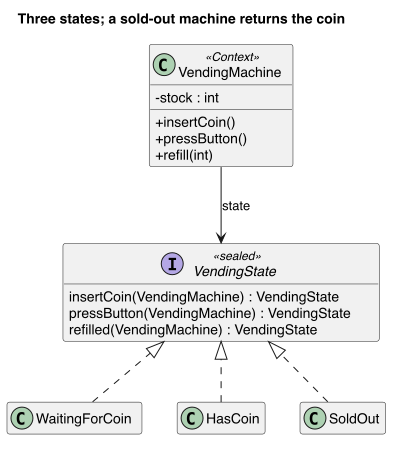 Three states; a sold-out machine returns the coin
C
«Context»
VendingMachine
-stock : int
+insertCoin()
+pressButton()
+refill(int)
state
I
«sealed»
VendingState
insertCoin(VendingMachine) : VendingState
pressButton(VendingMachine) : VendingState
refilled(VendingMachine) : VendingState
C WaitingForCoin
C HasCoin
C SoldOut